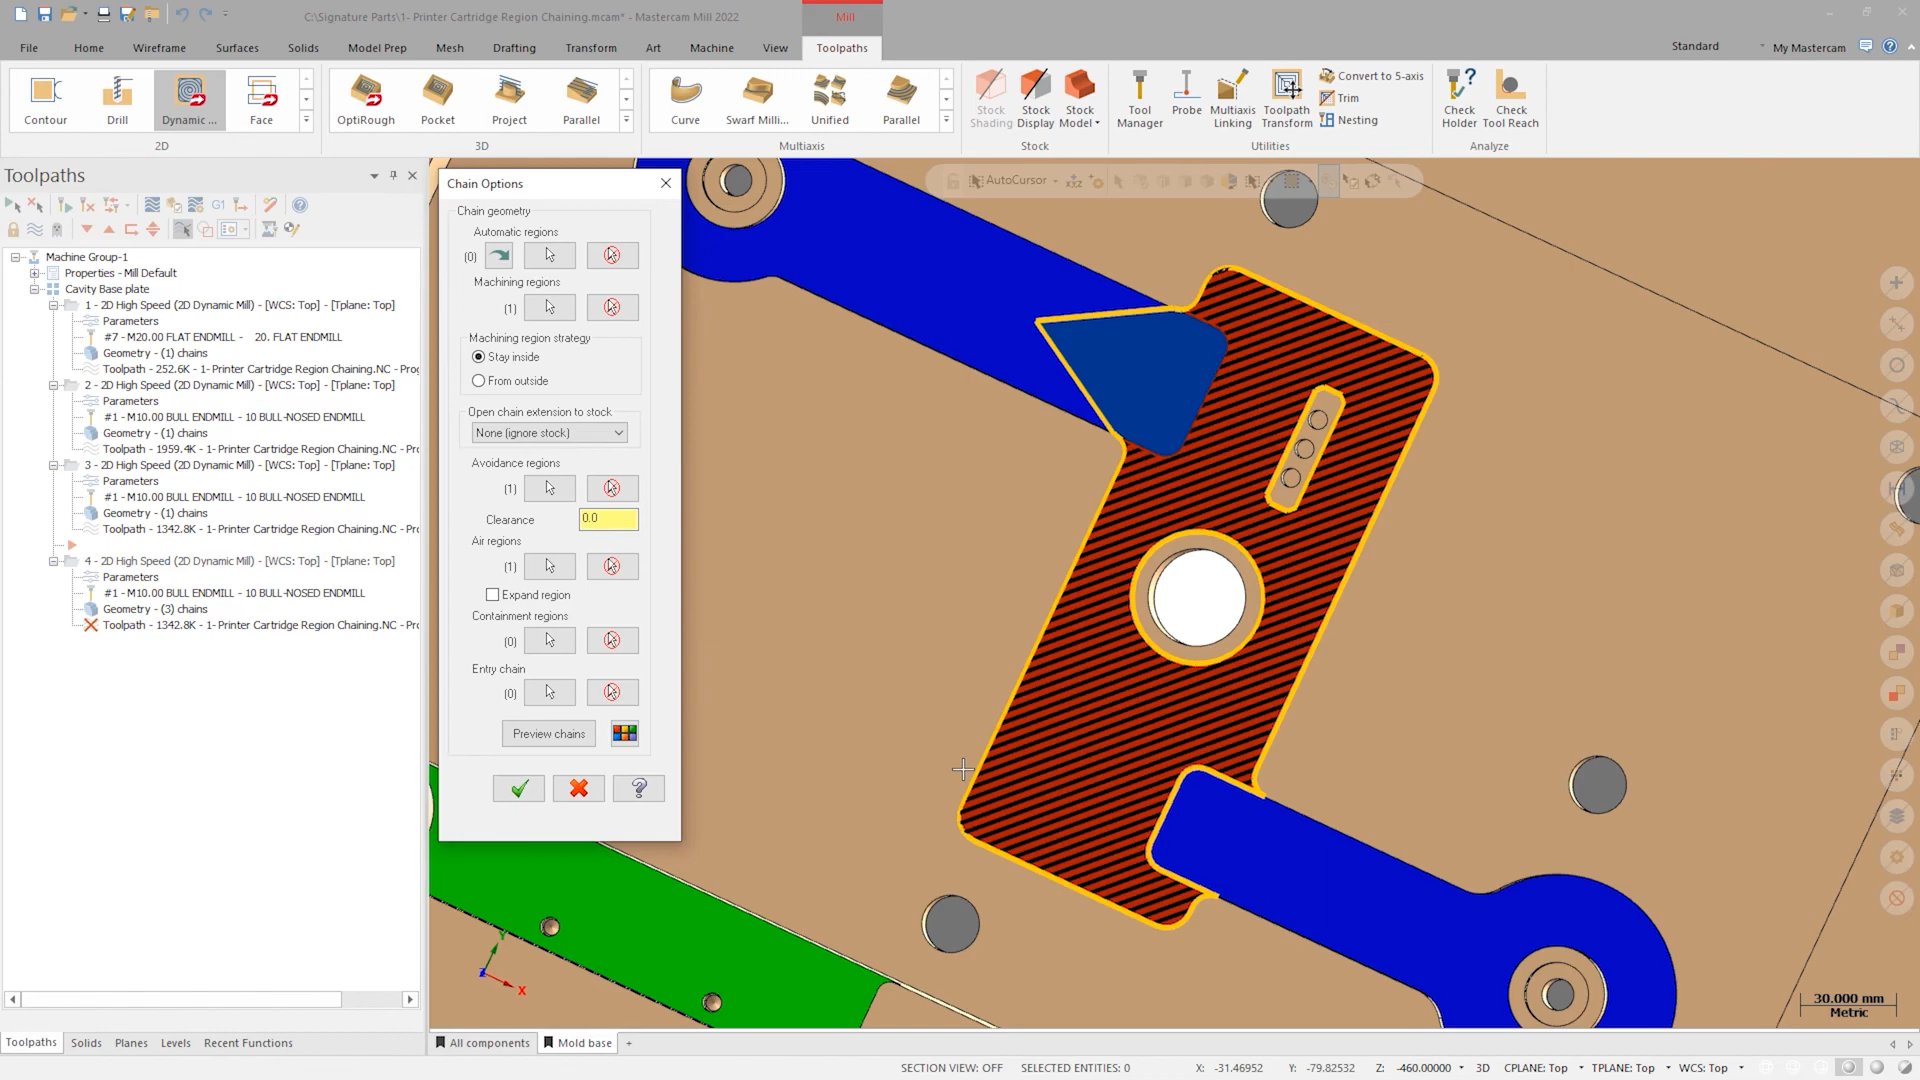 C:\Signature Parts\1- Printer Cartridge Region Chaining.mcam* - Mastercam Mill 2022
Mill
File
Home
Wireframe
Surfaces
Solids
Model Prep
Mesh
Drafting
Transform
Art
Machine
View
Toolpaths
Standard
My Mastercam
Contour
Drill
Dynamic ...
Face
OptiRough
Pocket
Project
Parallel
Curve
Swarf Milli...
Unified
Parallel
Stock Shading
Stock Display
Stock Model
Tool Manager
Probe
Multiaxis Linking
Toolpath Transform
Convert to 5-axis
Trim
Nesting
Check Holder
Check Tool Reach
2D
3D
Multiaxis
Stock
Utilities
Analyze
Toolpaths
G1
Machine Group-1
Properties - Mill Default
Cavity Base plate
1 - 2D High Speed (2D Dynamic Mill) - [WCS: Top] - [Tplane: Top]
Parameters
#7 - M20.00 FLAT ENDMILL - 20. FLAT ENDMILL
Geometry - (1) chains
Toolpath - 252.6K - 1- Printer Cartridge Region Chaining.NC - Prog
2 - 2D High Speed (2D Dynamic Mill) - [WCS: Top] - [Tplane: Top]
Parameters
#1 - M10.00 BULL ENDMILL - 10 BULL-NOSED ENDMILL
Geometry - (1) chains
Toolpath - 1959.4K - 1- Printer Cartridge Region Chaining.NC - Pro
3 - 2D High Speed (2D Dynamic Mill) - [WCS: Top] - [Tplane: Top]
Parameters
#1 - M10.00 BULL ENDMILL - 10 BULL-NOSED ENDMILL
Geometry - (1) chains
Toolpath - 1342.8K - 1- Printer Cartridge Region Chaining.NC - Pro
4 - 2D High Speed (2D Dynamic Mill) - [WCS: Top] - [Tplane: Top]
Parameters
#1 - M10.00 BULL ENDMILL - 10 BULL-NOSED ENDMILL
Geometry - (3) chains
Toolpath - 1342.8K - 1- Printer Cartridge Region Chaining.NC - Pro
Chain Options
Chain geometry
Automatic regions
(0)
Machining regions
(1)
Machining region strategy
Stay inside
From outside
Open chain extension to stock
None (ignore stock)
Avoidance regions
(1)
Clearance 0.0
Air regions
(1)
Expand region
Containment regions
(0)
Entry chain
(0)
Preview chains
AutoCursor
Y
Z
X
30.000 mm
Metric
Toolpaths
Solids
Planes
Levels
Recent Functions
All components
Mold base
+
SECTION VIEW: OFF
SELECTED ENTITIES: 0
X: -31.46952
Y: -79.82532
Z: -460.00000
3D
CPLANE: Top
TPLANE: Top
WCS: Top